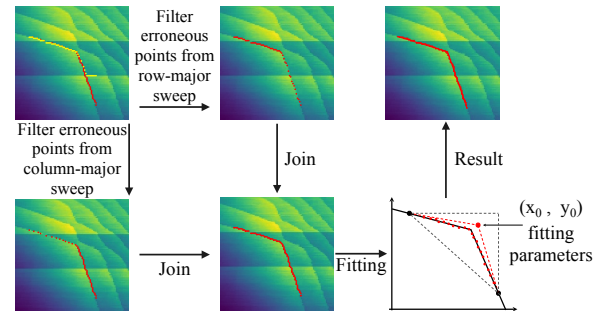 Filter erroneous
points from
row-major
sweep
Filter erroneous
points from
column-major
sweep
Join
Result
Join
Fitting
(x₀ , y₀)
fitting
parameters